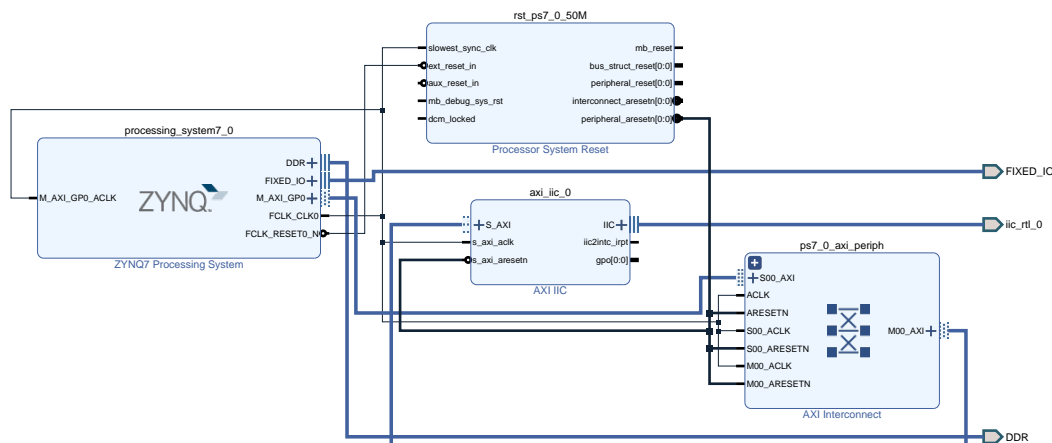 rst_ps7_0_50M
slowest_sync_clk
ext_reset_in
aux_reset_in
mb_debug_sys_rst
dcm_locked
mb_reset
bus_struct_reset[0:0]
peripheral_reset[0:0]
interconnect_aresetn[0:0]
peripheral_aresetn[0:0]
Processor System Reset
processing_system7_0
M_AXI_GP0_ACLK
ZYNQ
DDR
FIXED_IO
M_AXI_GP0
FCLK_CLK0
FCLK_RESET0_N
ZYNQ7 Processing System
axi_iic_0
S_AXI
s_axi_aclk
s_axi_aresetn
IIC
iic2intc_irpt
gpo[0:0]
AXI IIC
ps7_0_axi_periph
S00_AXI
ACLK
ARESETN
S00_ACLK
S00_ARESETN
M00_ACLK
M00_ARESETN
M00_AXI
AXI Interconnect
FIXED_IO
iic_rtl_0
DDR